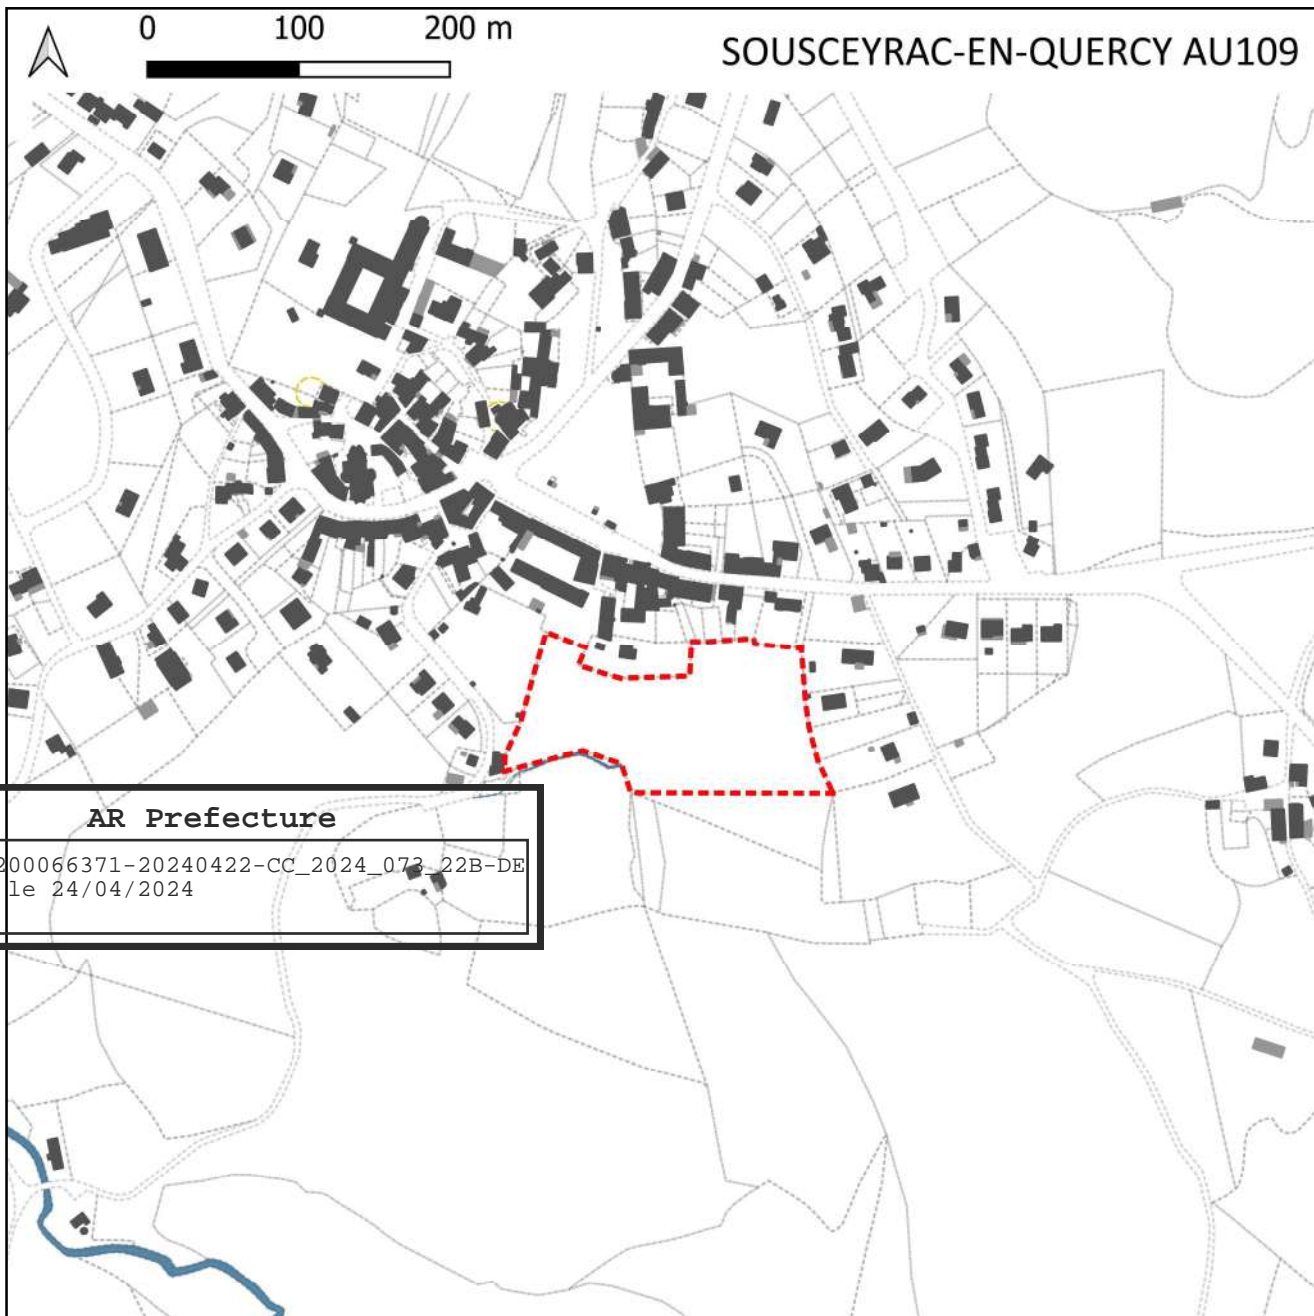 0 100 200 m
SOUSCEYRAC-EN-QUERCY AU109
AR Prefecture
200066371-20240422-CC_2024_073_22B-DE
le 24/04/2024